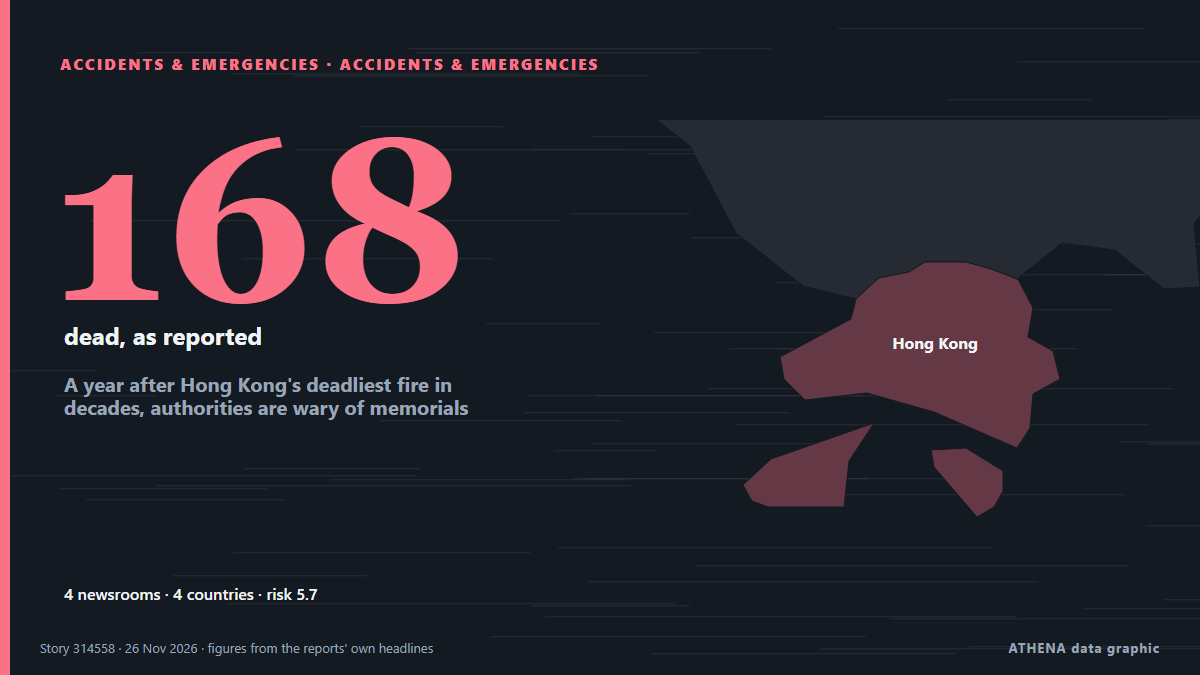 ACCIDENTS & EMERGENCIES · ACCIDENTS & EMERGENCIES
168
dead, as reported
A year after Hong Kong's deadliest fire in
decades, authorities are wary of memorials
Hong Kong
4 newsrooms · 4 countries · risk 5.7
Story 314558 · 26 Nov 2026 · figures from the reports' own headlines
ATHENA data graphic